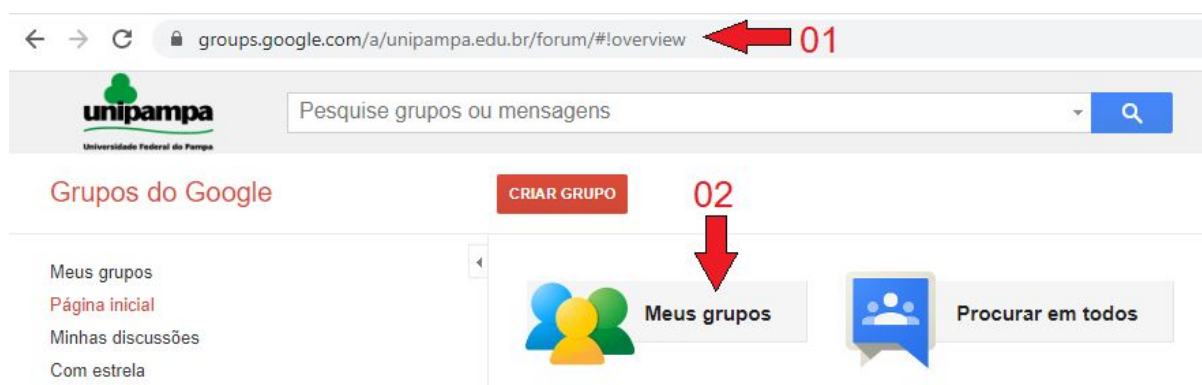 groups.google.com/a/unipampa.edu.br/forum/#!overview 01
unipampa
Universidade Federal do Pampa
Pesquise grupos ou mensagens
Grupos do Google
CRIAR GRUPO
02
Meus grupos
Página inicial
Minhas discussões
Com estrela
Meus grupos
Procurar em todos